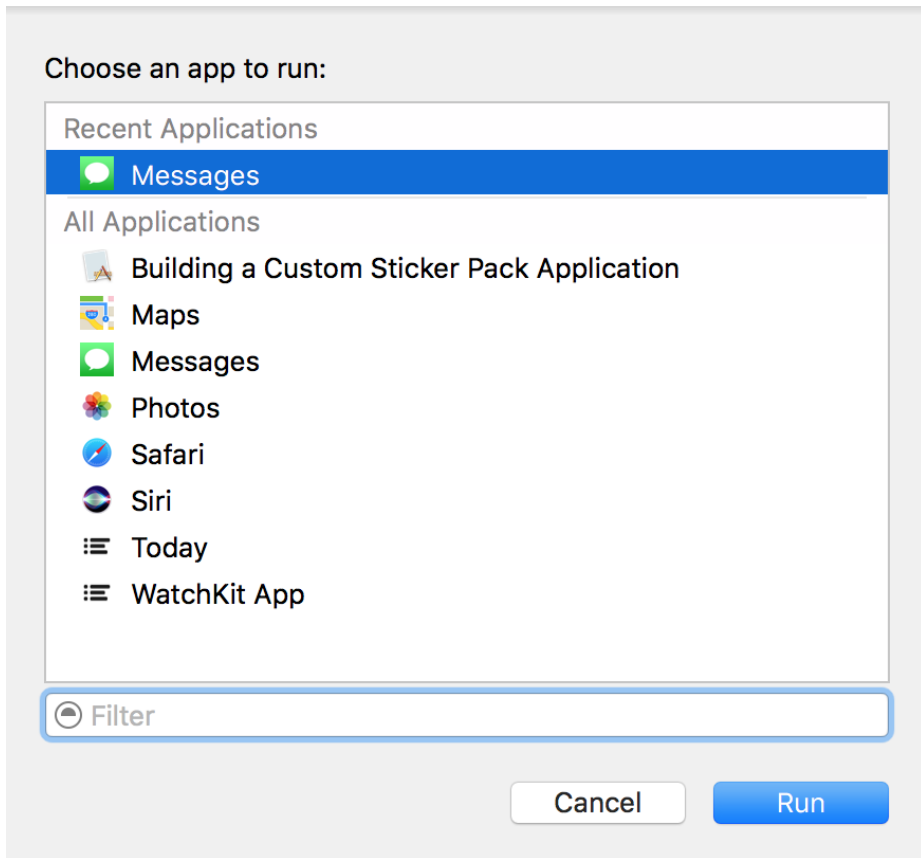 Choose an app to run:
Recent Applications
Messages
All Applications
Building a Custom Sticker Pack Application
Maps
Messages
Photos
Safari
Siri
Today
WatchKit App
Filter
Cancel
Run